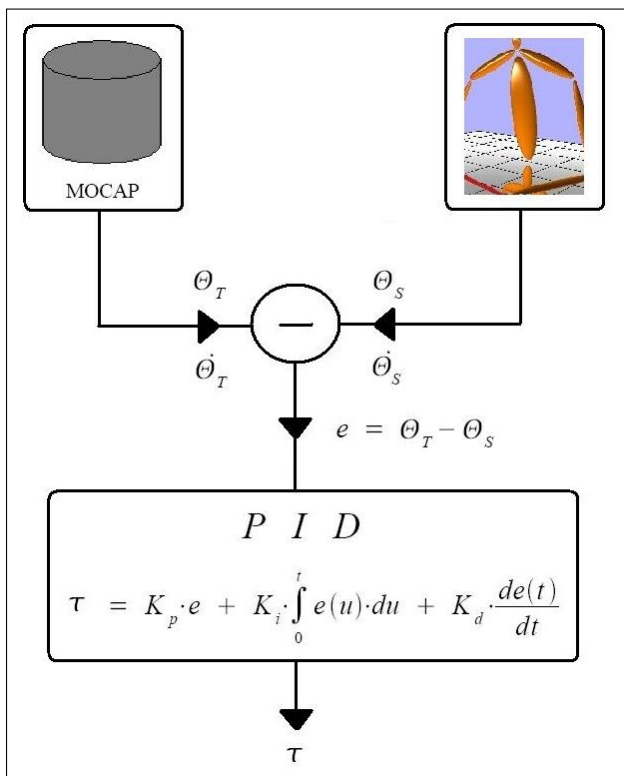 MOCAP
Θ_T Θ_S
Θ̇_T Θ̇_S
e = Θ_T − Θ_S
P I D
τ = K_p·e + K_i·∫_0^t e(u)·du + K_d·de(t)/dt
τ